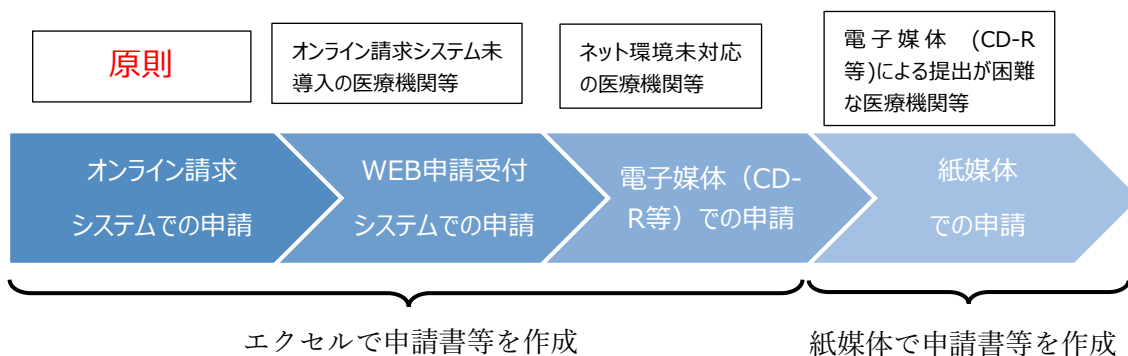 原則
オンライン請求システム未
導入の医療機関等
ネット環境未対応
の医療機関等
電子媒体 (CD-R
等)による提出が困難
な医療機関等
オンライン請求
システムでの申請
WEB申請受付
システムでの申請
電子媒体（CD-
R等）での申請
紙媒体
での申請
エクセルで申請書等を作成
紙媒体で申請書等を作成